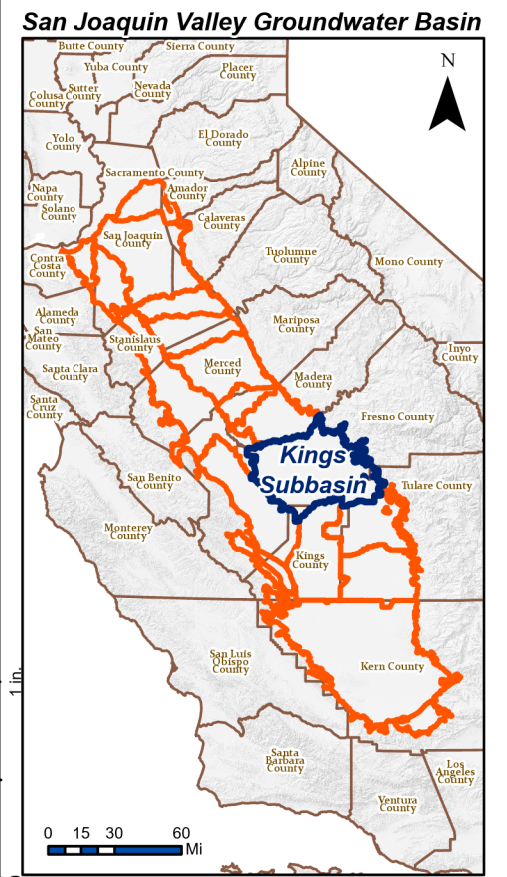 San Joaquin Valley Groundwater Basin
Butte County
Sierra County
Yuba County
Placer
County
Nevada
County
Sutter
County
Colusa
County
N
Yolo
County
El Dorado
County
Alpine
County
Sacramento County
Napa
County
Amador
County
Solano
County
Calaveras
County
San Joaquin
County
Tuolumne
County
Mono County
Contra
Costa
County
Alameda
County
Mariposa
County
San
Mateo
County
Stanislaus
County
Inyo
County
Santa Clara
County
Merced
County
Madera
County
Santa
Cruz
County
Fresno County
Kings
Subbasin
San Benito
County
Tulare County
Monterey
County
Kings
County
San Luis
Obispo
County
Kern County
1 in.
Santa
Barbara
County
Los
Angeles
County
Ventura
County
0 15 30 60
Mi